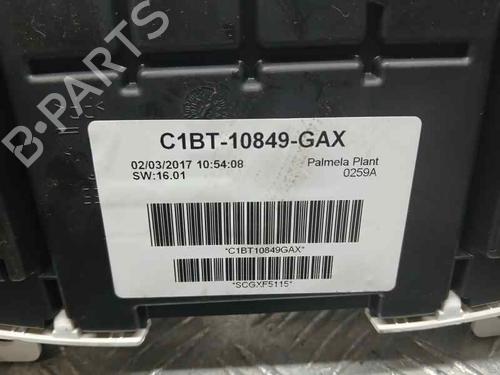 C1BT-10849-GAX
02/03/2017 10:54:08 Palmela Plant
SW:16.01 0259A
*C1BT10849GAX*
*SCGXF5115*
B-PARTS